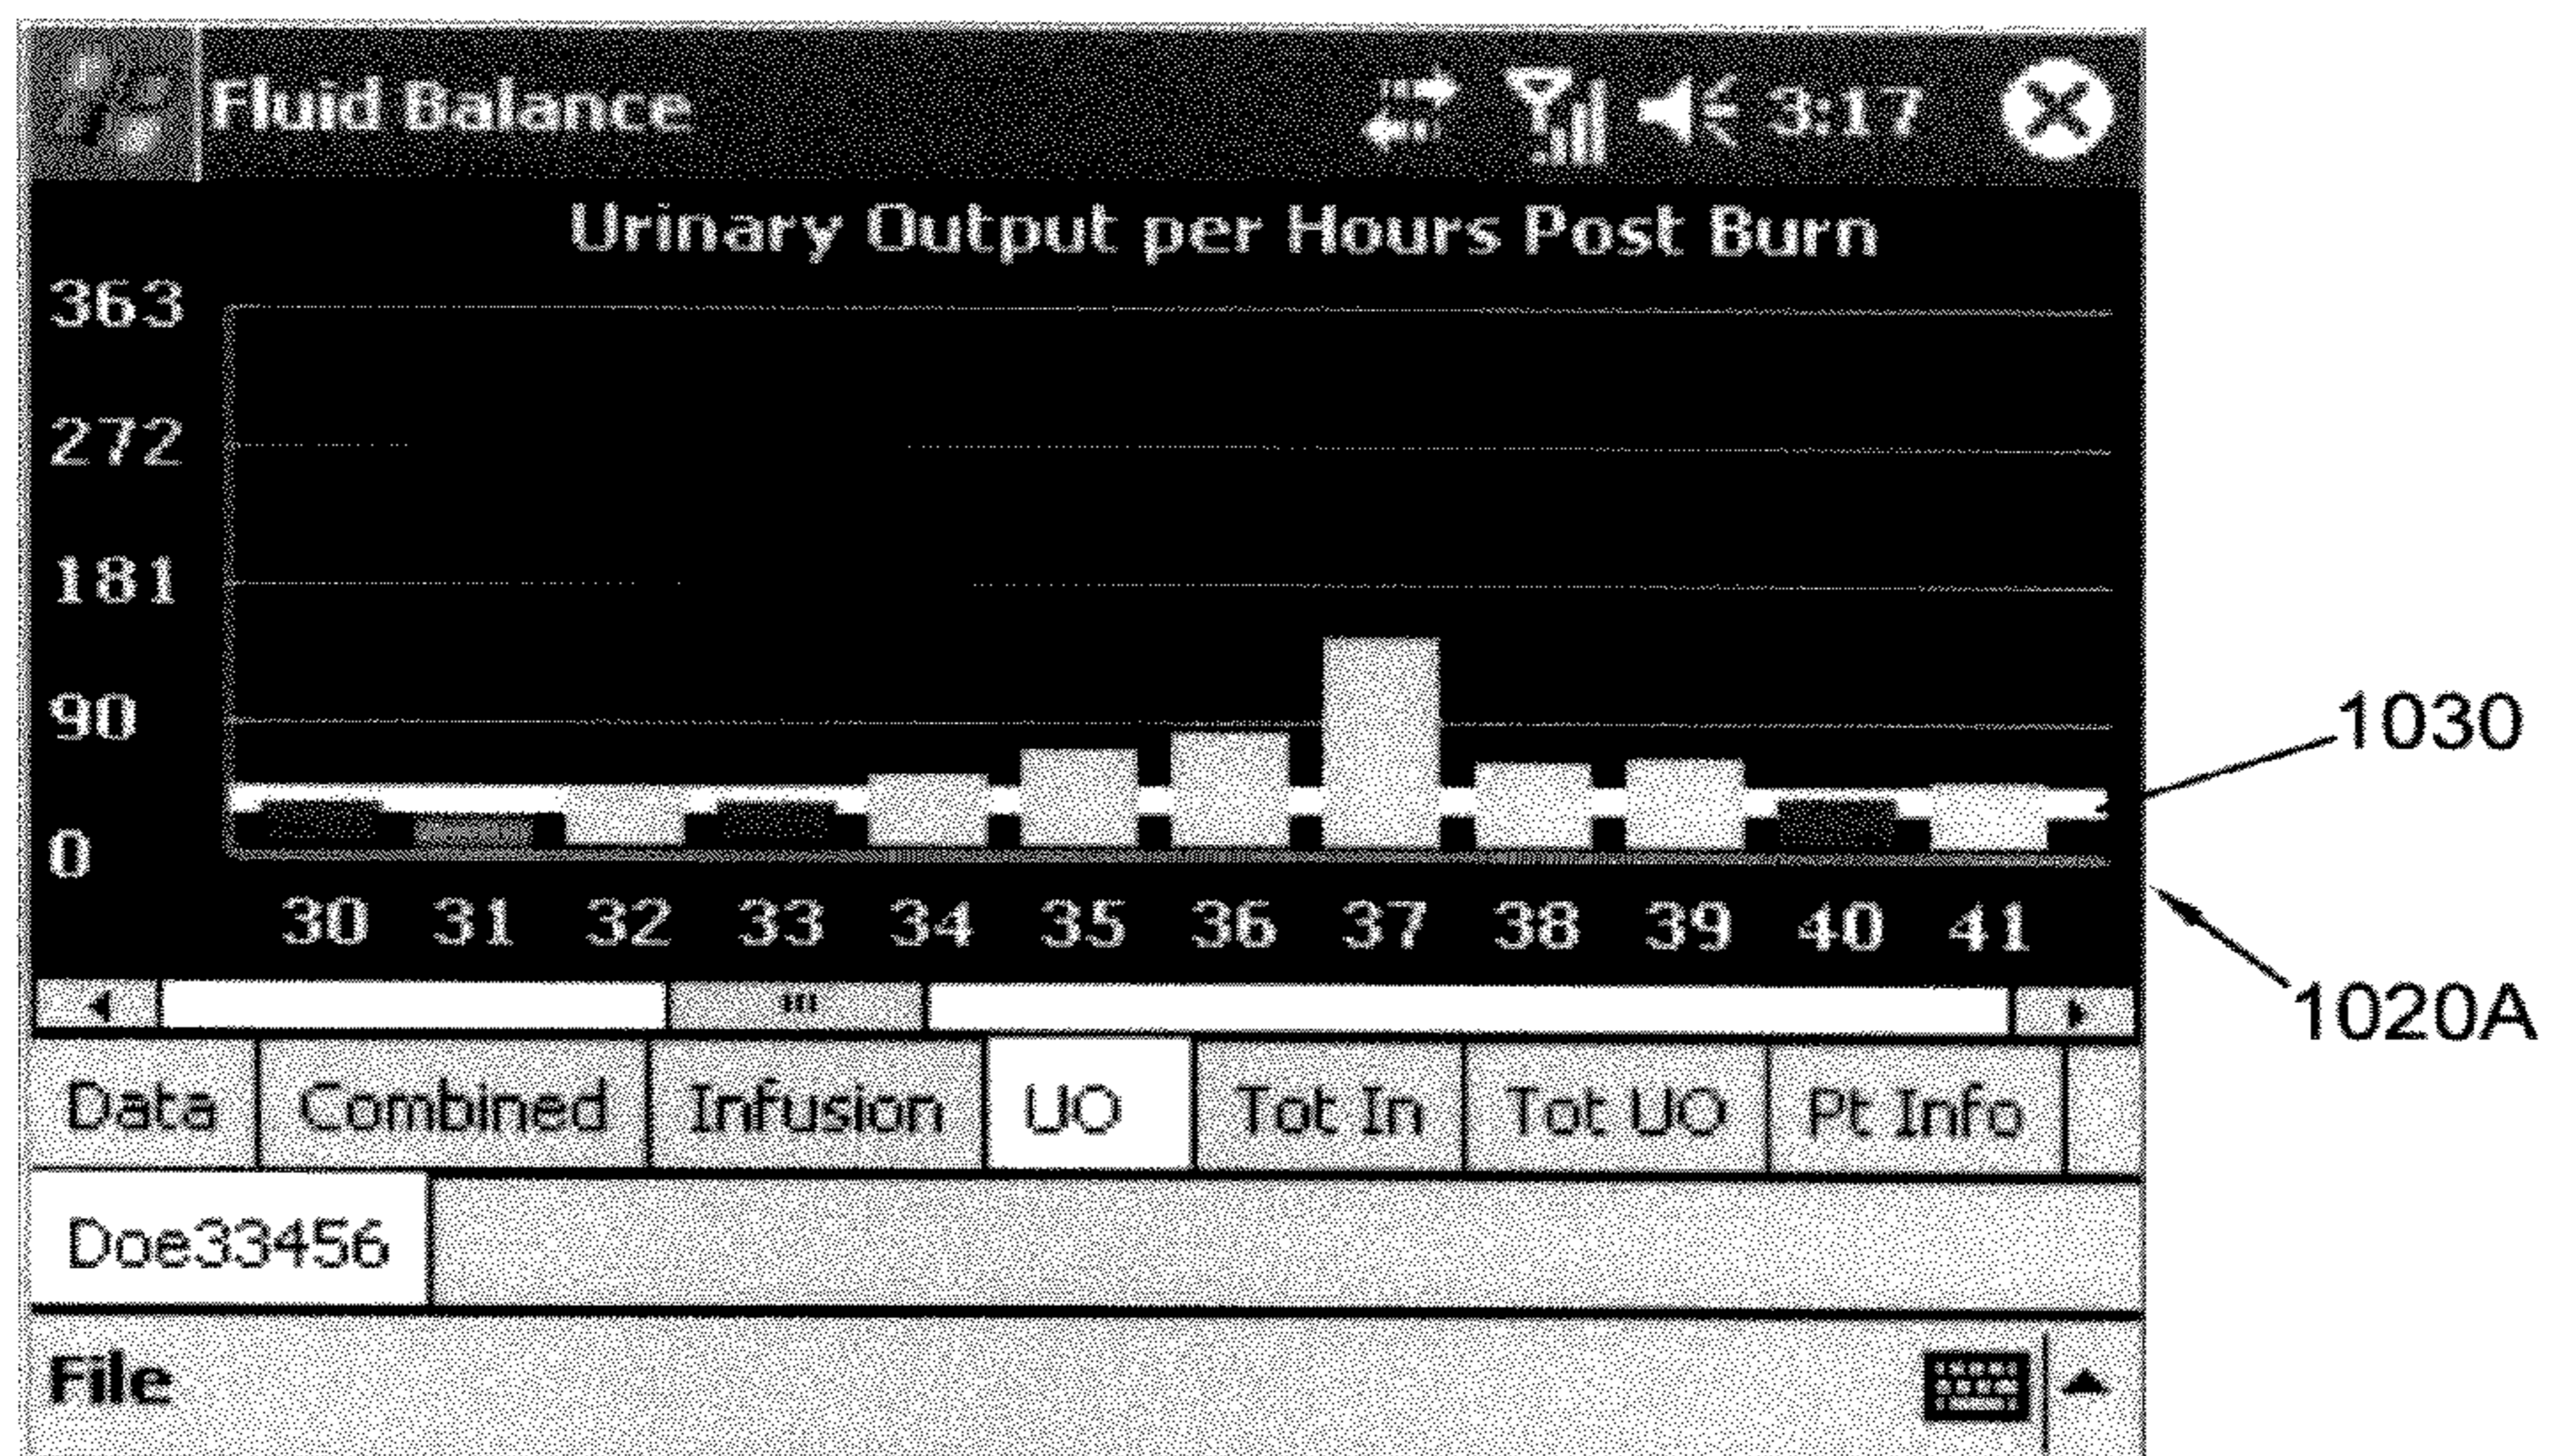 Fluid Balance 3:17
Urinary Output per Hours Post Burn
363
272
181
90
0
30 31 32 33 34 35 36 37 38 39 40 41
1030
1020A
Data Combined Infusion UO Tot In Tot UO Pt Info
Doe33456
File